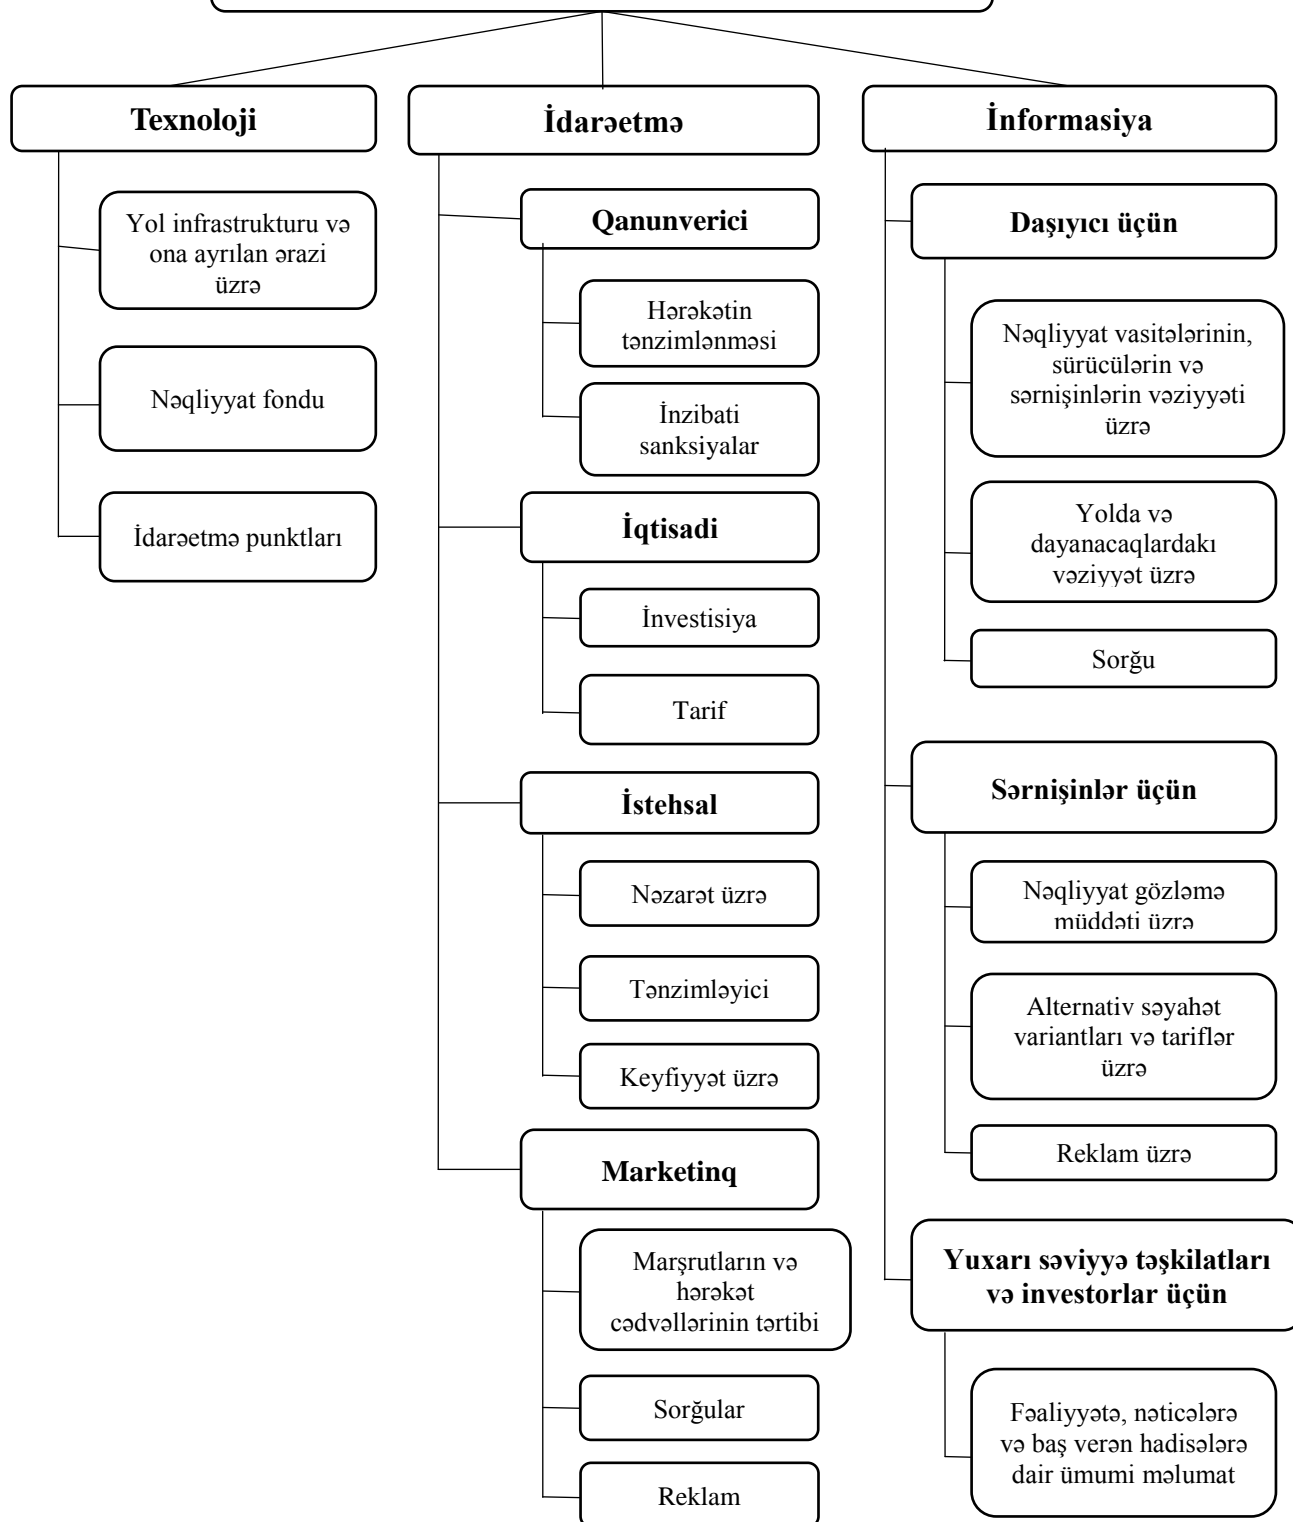 Texnoloji
Yol infrastrukturu və
ona ayrılan ərazi
üzrə
Nəqliyyat fondu
İdarəetmə punktları
İdarəetmə
Qanunverici
Hərəkətin
tənzimlənməsi
İnzibati
sanksiyalar
İqtisadi
İnvestisiya
Tarif
İstehsal
Nəzarət üzrə
Tənzimləyici
Keyfiyyət üzrə
Marketinq
Marşrutların və
hərəkət
cədvəllərinin tərtibi
Sorğular
Reklam
İnformasiya
Daşıyıcı üçün
Nəqliyyat vasitələrinin,
sürücülərin və
sərnişinlərin vəziyyəti
üzrə
Yolda və
dayanacaqlardakı
vəziyyət üzrə
Sorğu
Sərnişinlər üçün
Nəqliyyat gözləmə
müddəti üzrə
Alternativ səyahət
variantları və tariflər
üzrə
Reklam üzrə
Yuxarı səviyyə təşkilatları
və investorlar üçün
Fəaliyyətə, nəticələrə
və baş verən hadisələrə
dair ümumi məlumat